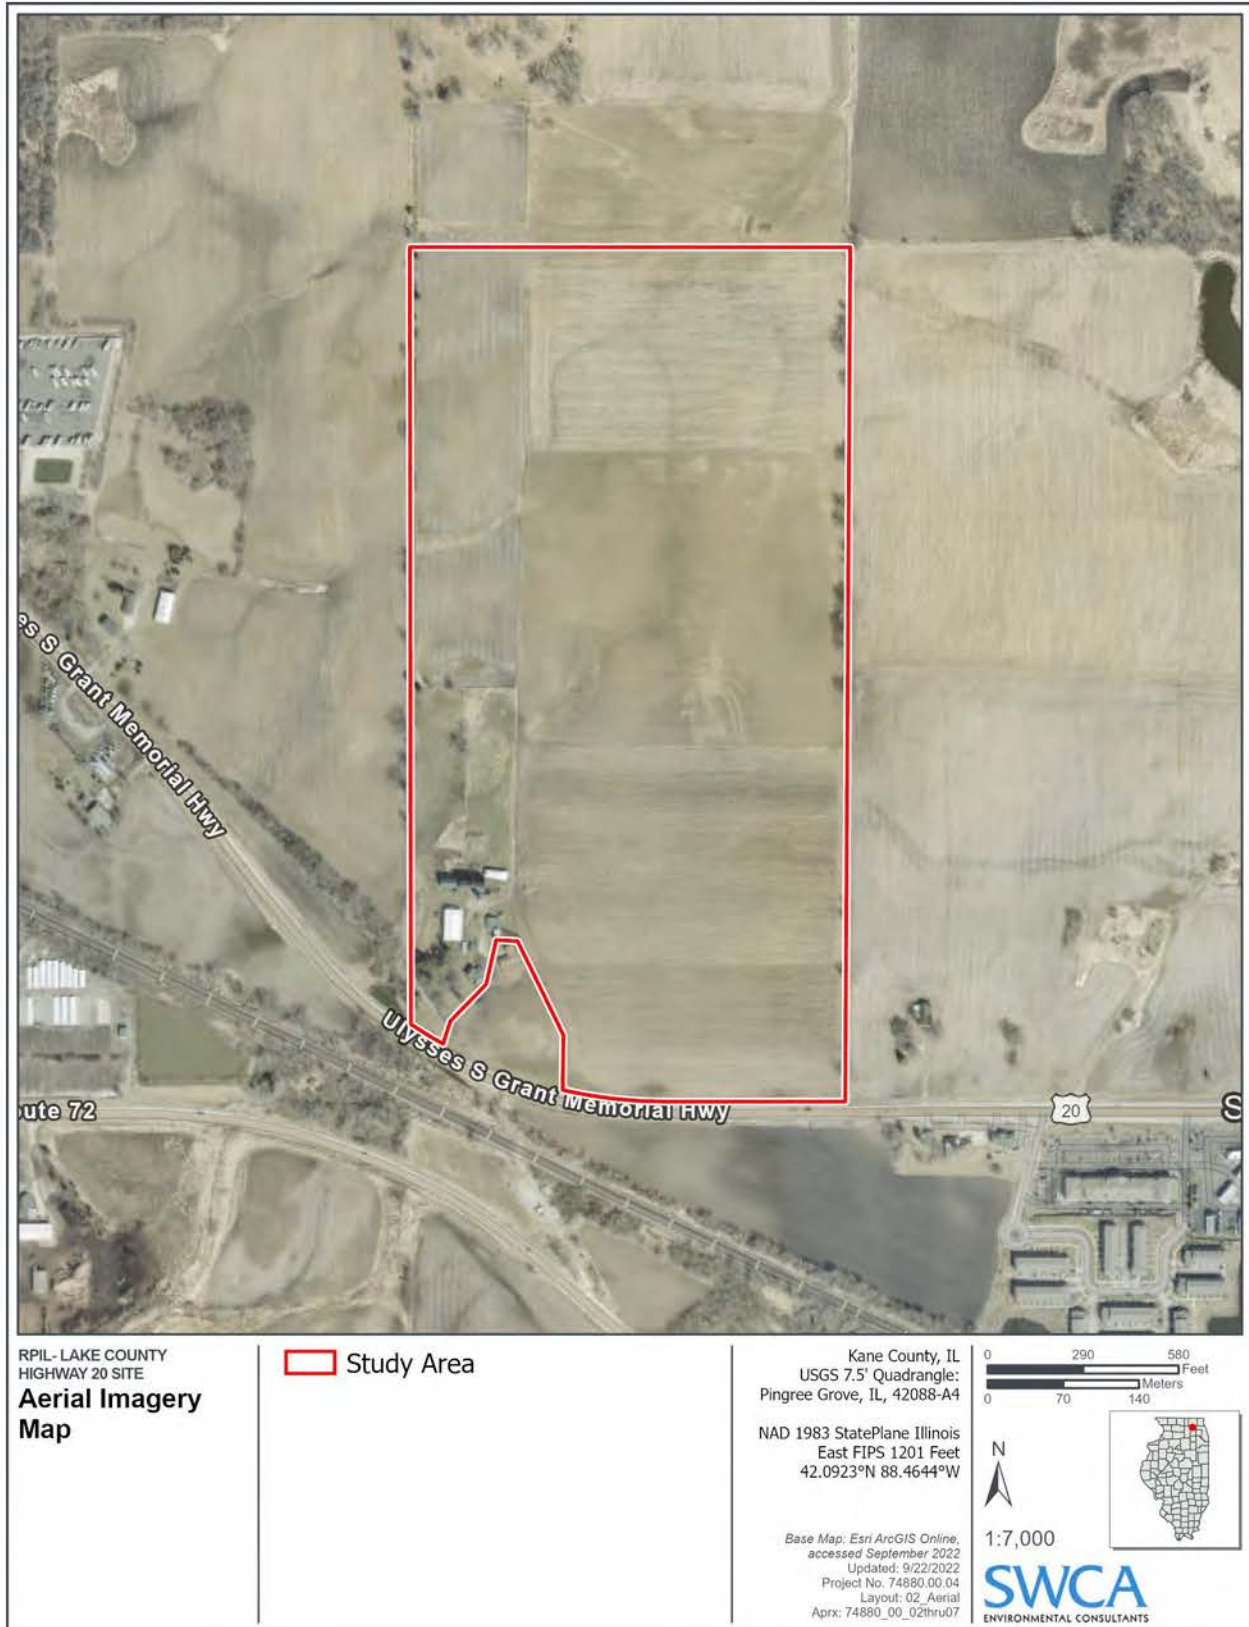 es S Grant Memorial Hwy
Ulysses S Grant Memorial Hwy
oute 72
20
S
RPIL- LAKE COUNTY
HIGHWAY 20 SITE
Aerial Imagery
Map
Study Area
Kane County, IL
USGS 7.5' Quadrangle:
Pingree Grove, IL, 42088-A4
NAD 1983 StatePlane Illinois
East FIPS 1201 Feet
42.0923°N 88.4644°W
Base Map: Esri ArcGIS Online,
accessed September 2022
Updated: 9/22/2022
Project No. 74880.00.04
Layout: 02_Aerial
Aprx: 74880_00_02thru07
0 290 580
Feet
Meters
0 70 140
N
1:7,000
SWCA
ENVIRONMENTAL CONSULTANTS